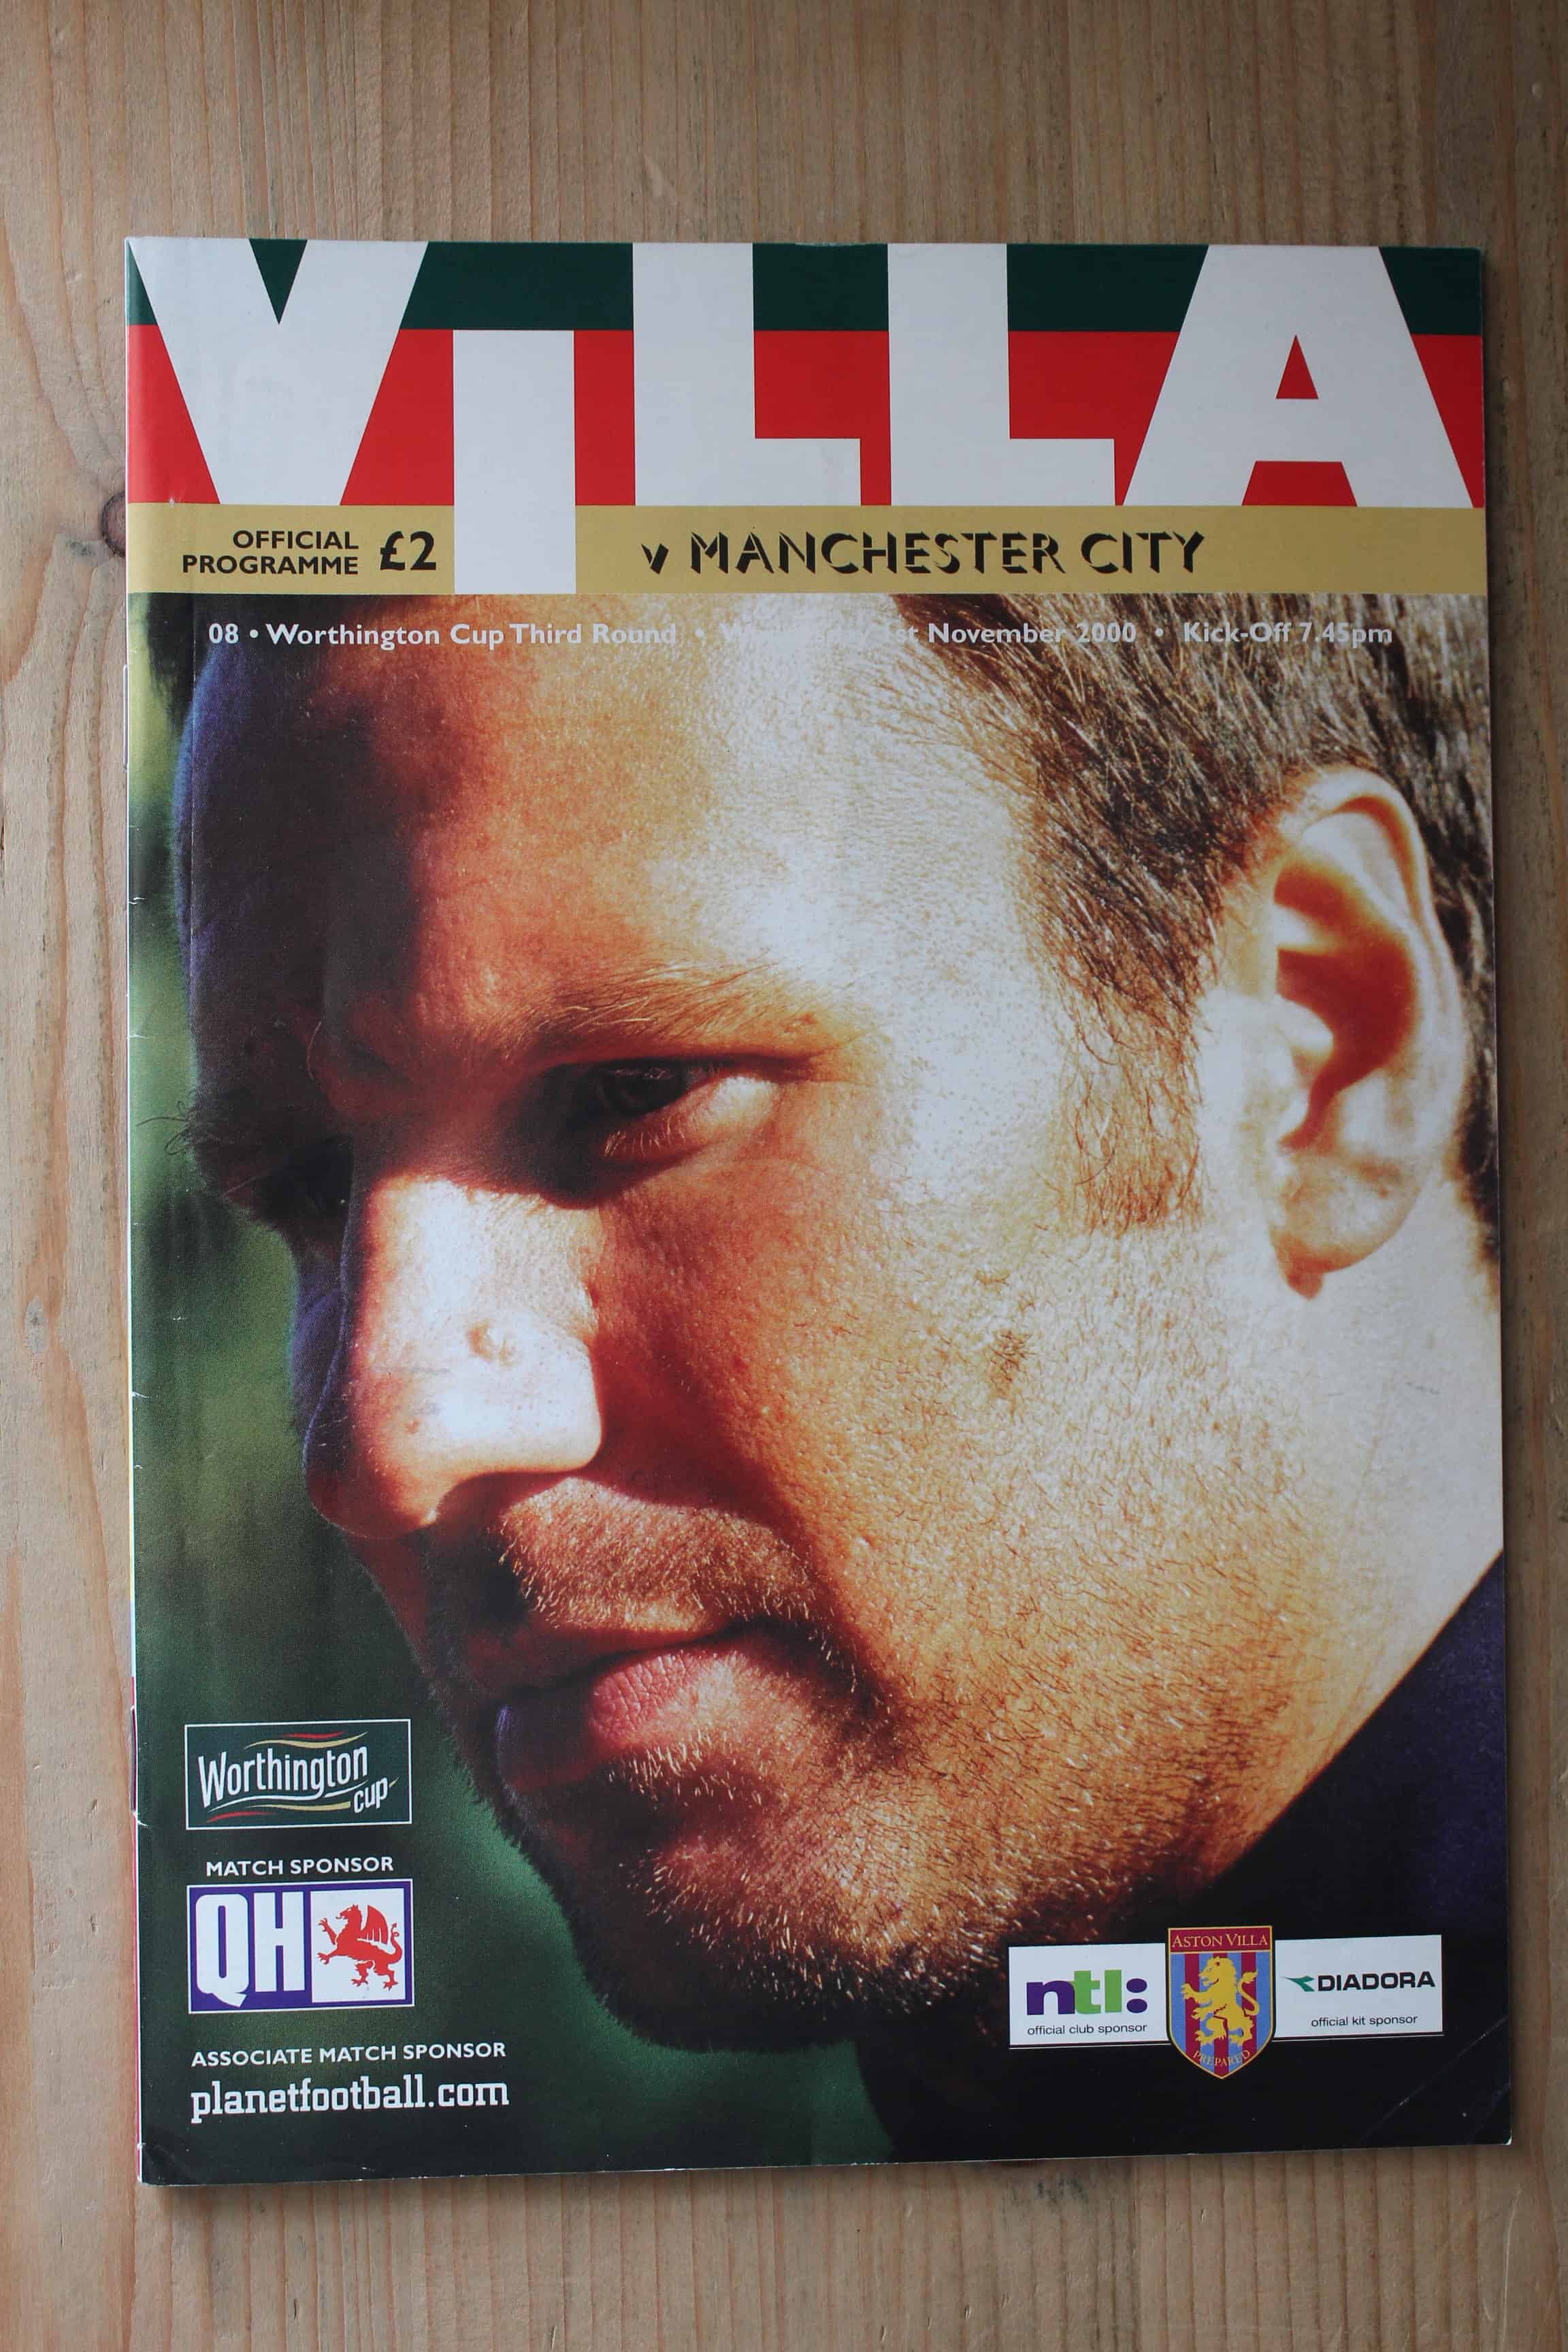 VILLA
OFFICIAL
PROGRAMME £2
v MANCHESTER CITY
08 • Worthington Cup Third Round • Wednesday 1st November 2000 • Kick-Off 7.45pm
Worthington
cup
MATCH SPONSOR
QH
ASSOCIATE MATCH SPONSOR
planetfootball.com
ntl:
official club sponsor
ASTON VILLA
PREPARED
DIADORA
official kit sponsor